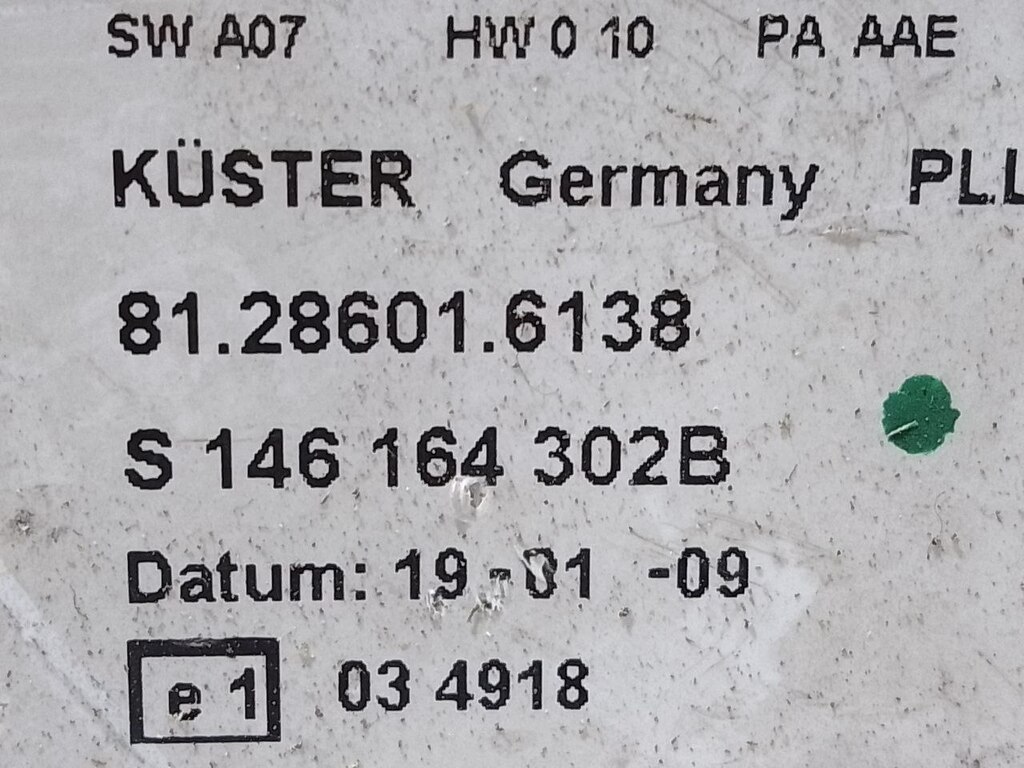 SW A07 HW 0 10 PA AAE
KÜSTER Germany PLL
81.28601.6138
S 146 164 302B
Datum: 19-01 -09
e 1 03 4918